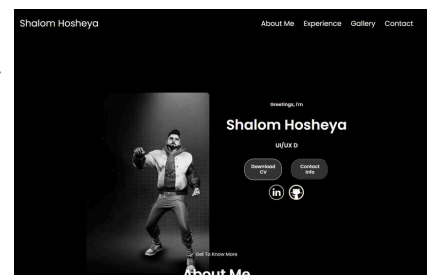 Shalom Hosheya
About Me Experience Gallery Contact
Greetings, I'm
Shalom Hosheya
UI/UX D
Download
CV
Contact
Info
in
Get To Know More
About Me